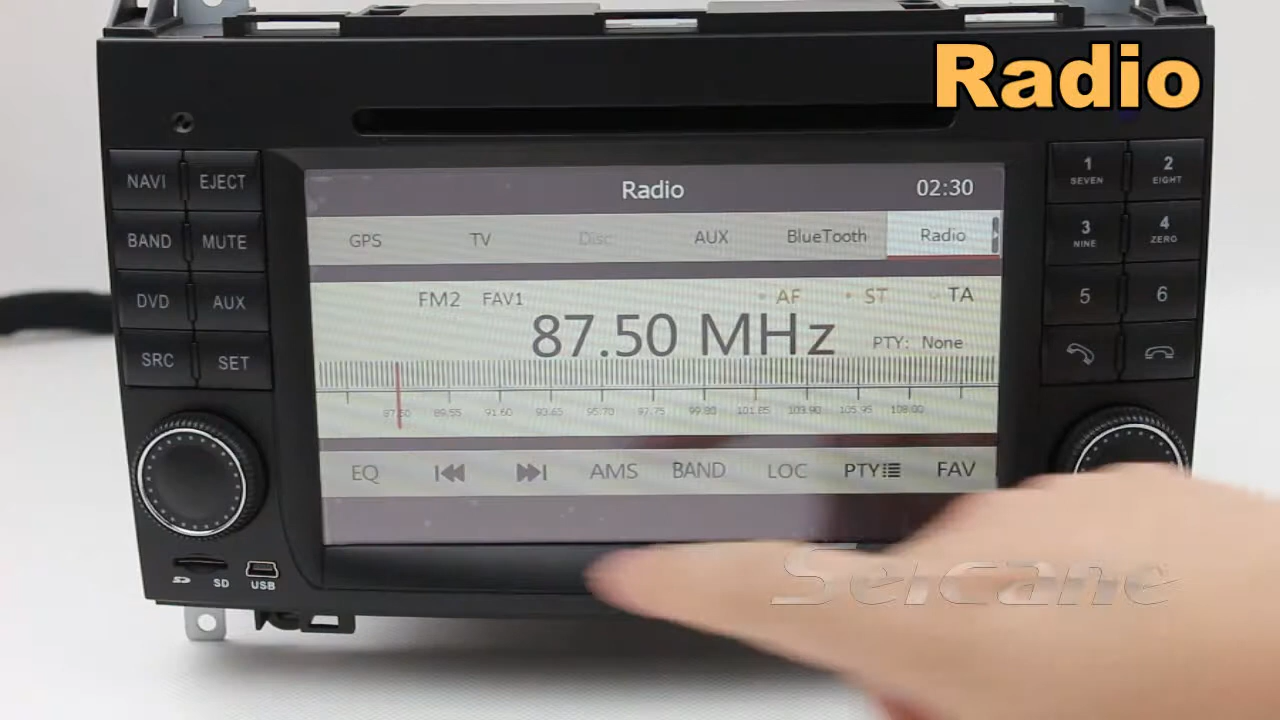 Radio
NAVI EJECT
BAND MUTE
DVD AUX
SRC SET
SD USB
Radio 02:30
GPS TV Disc AUX BlueTooth Radio
FM2 FAV1 AF ST TA
87.50 MHz
PTY: None
87.50 89.55 91.60 93.65 95.70 97.75 99.80 101.85 103.90 105.95 108.00
EQ AMS BAND LOC PTY FAV
1 SEVEN 2 EIGHT
3 NINE 4 ZERO
5 6
Seicane